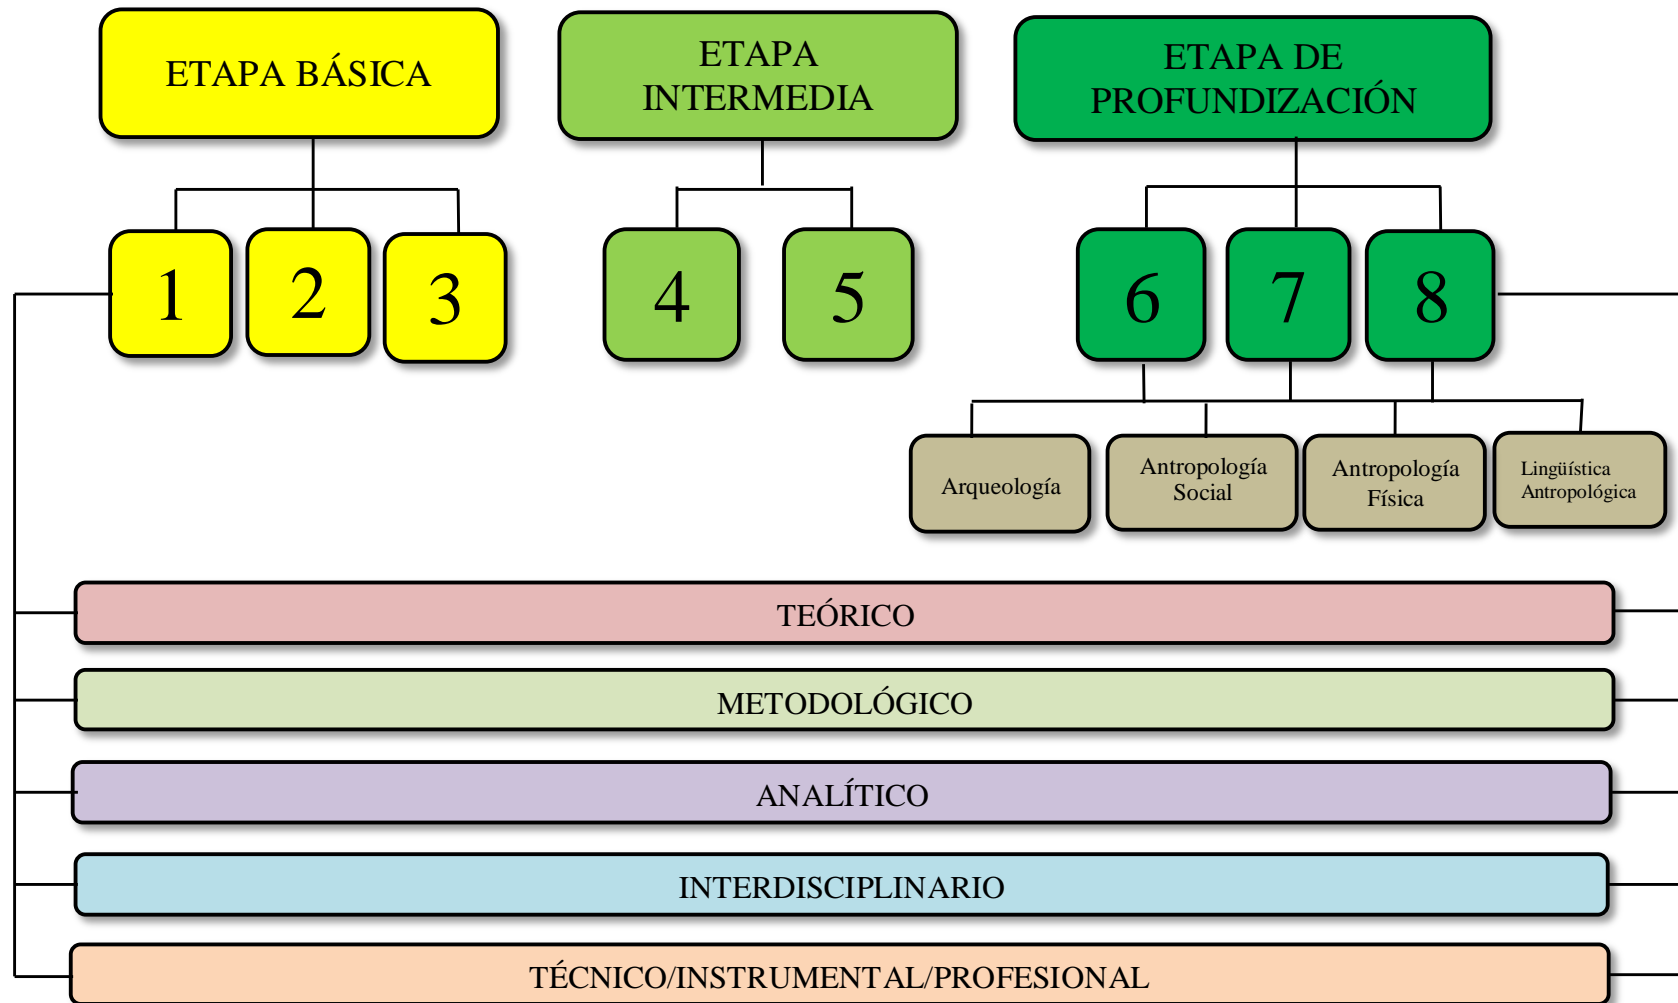 ETAPA BÁSICA
ETAPA
INTERMEDIA
ETAPA DE
PROFUNDIZACIÓN
1
2
3
4
5
6
7
8
Arqueología
Antropología
Social
Antropología
Física
Lingüística
Antropológica
TEÓRICO
METODOLÓGICO
ANALÍTICO
INTERDISCIPLINARIO
TÉCNICO/INSTRUMENTAL/PROFESIONAL